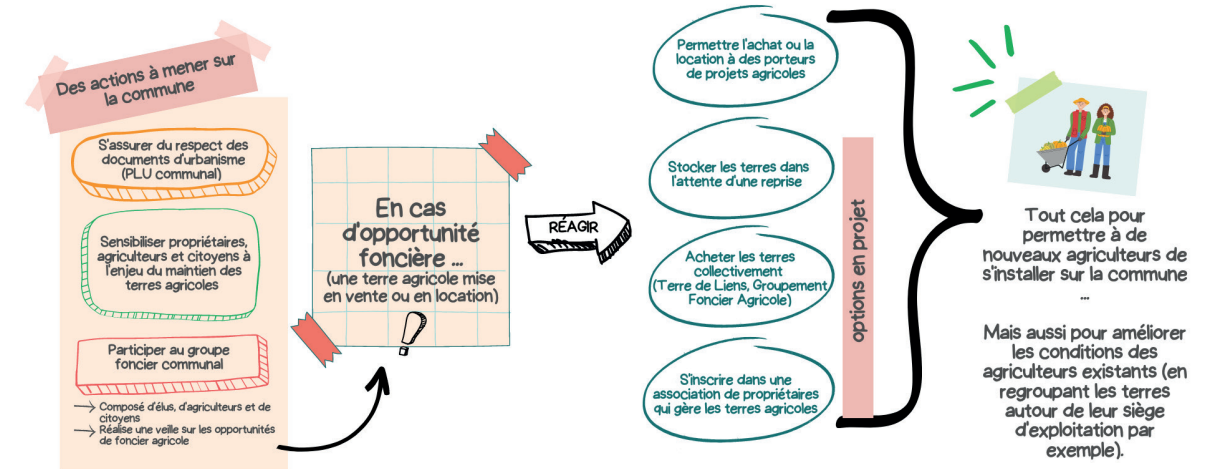 Des actions à mener sur
la commune
S'assurer du respect des
documents d'urbanisme
(PLU communal)
Sensibiliser propriétaires,
agriculteurs et citoyens à
l'enjeu du maintien des
terres agricoles
Participer au groupe
foncier communal
Composé d'élus, d'agriculteurs et de
citoyens
Réalise une veille sur les opportunités
de foncier agricole
En cas
d'opportunité
foncière ...
(une terre agricole mise
en vente ou en location)
!
RÉAGIR
Permettre l'achat ou la
location à des porteurs
de projets agricoles
Stocker les terres dans
l'attente d'une reprise
Acheter les terres
collectivement
(Terre de Liens, Groupement
Foncier Agricole)
S'inscrire dans une
association de propriétaires
qui gère les terres agricoles
options en projet
Tout cela pour
permettre à de
nouveaux agriculteurs de
s'installer sur la commune
...
Mais aussi pour améliorer
les conditions des
agriculteurs existants (en
regroupant les terres
autour de leur siège
d'exploitation par
exemple).